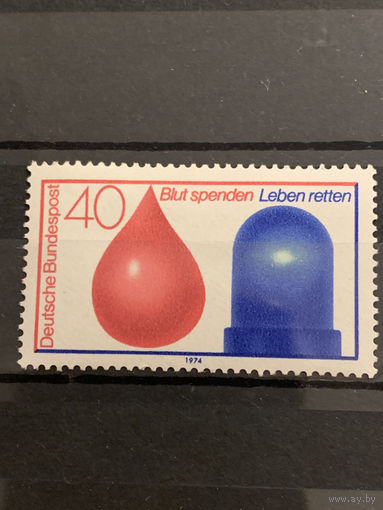 Deutsche Bundespost
40
Blut spenden Leben retten
1974
www.ay.by